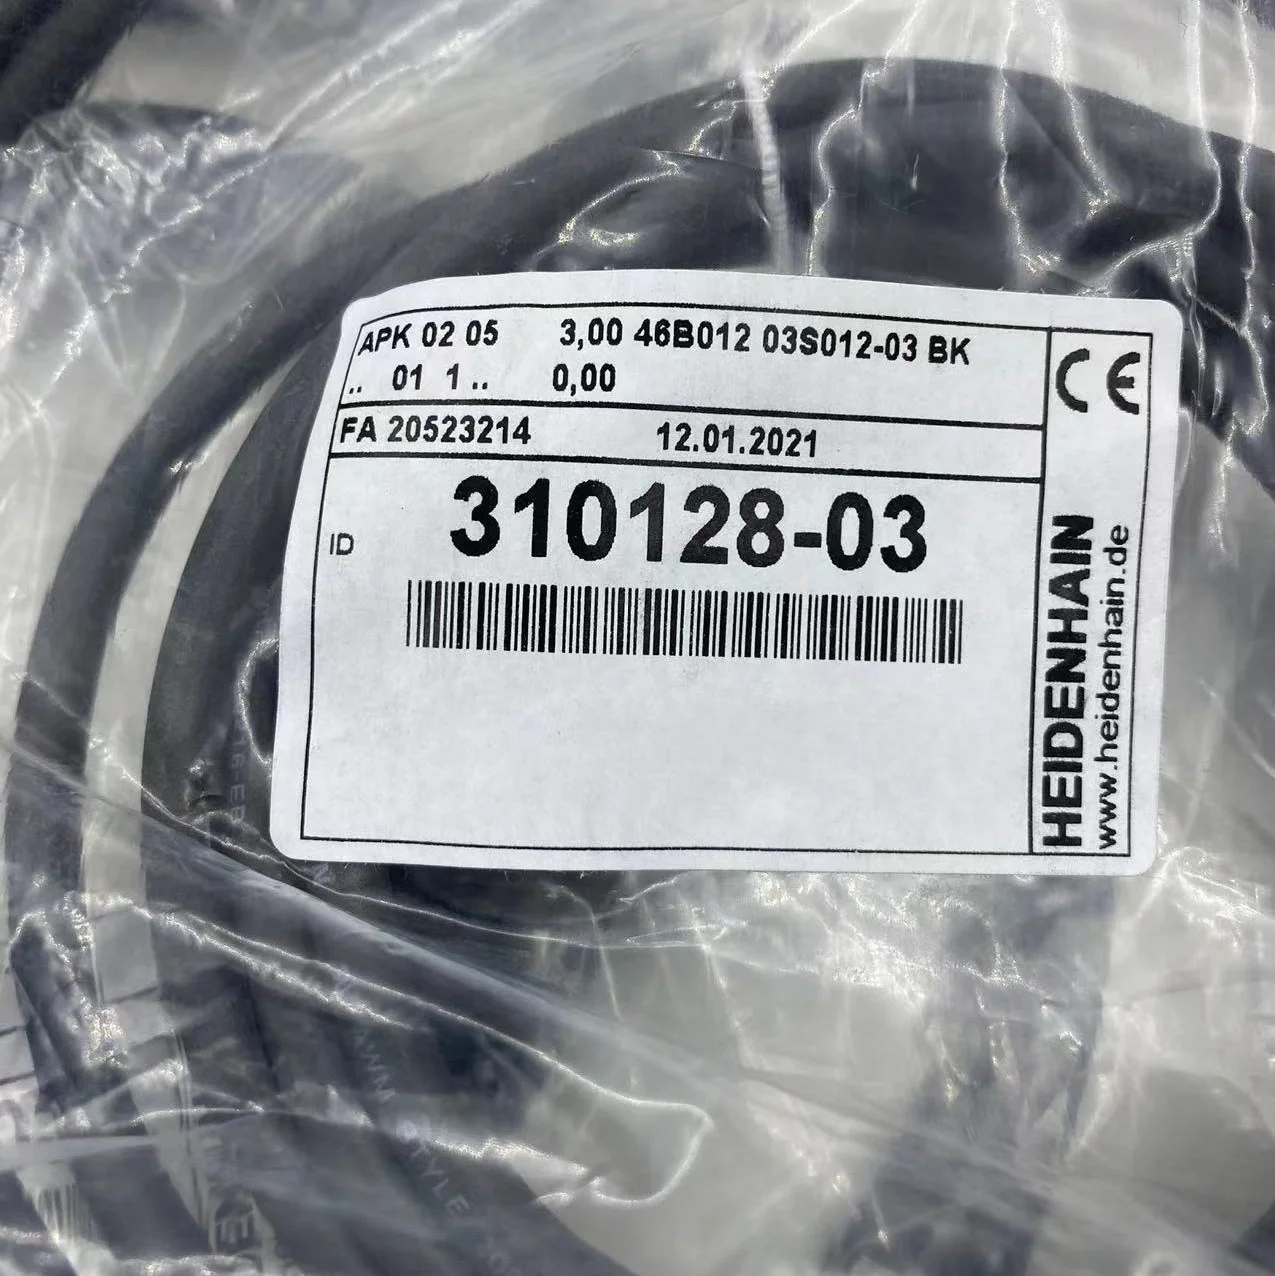 APK 02 05 3,00 46B012 03S012-03 BK
.. 01 1 .. 0,00
FA 20523214 12.01.2021
ID 310128-03
CE
HEIDENHAIN
www.heidenhain.de